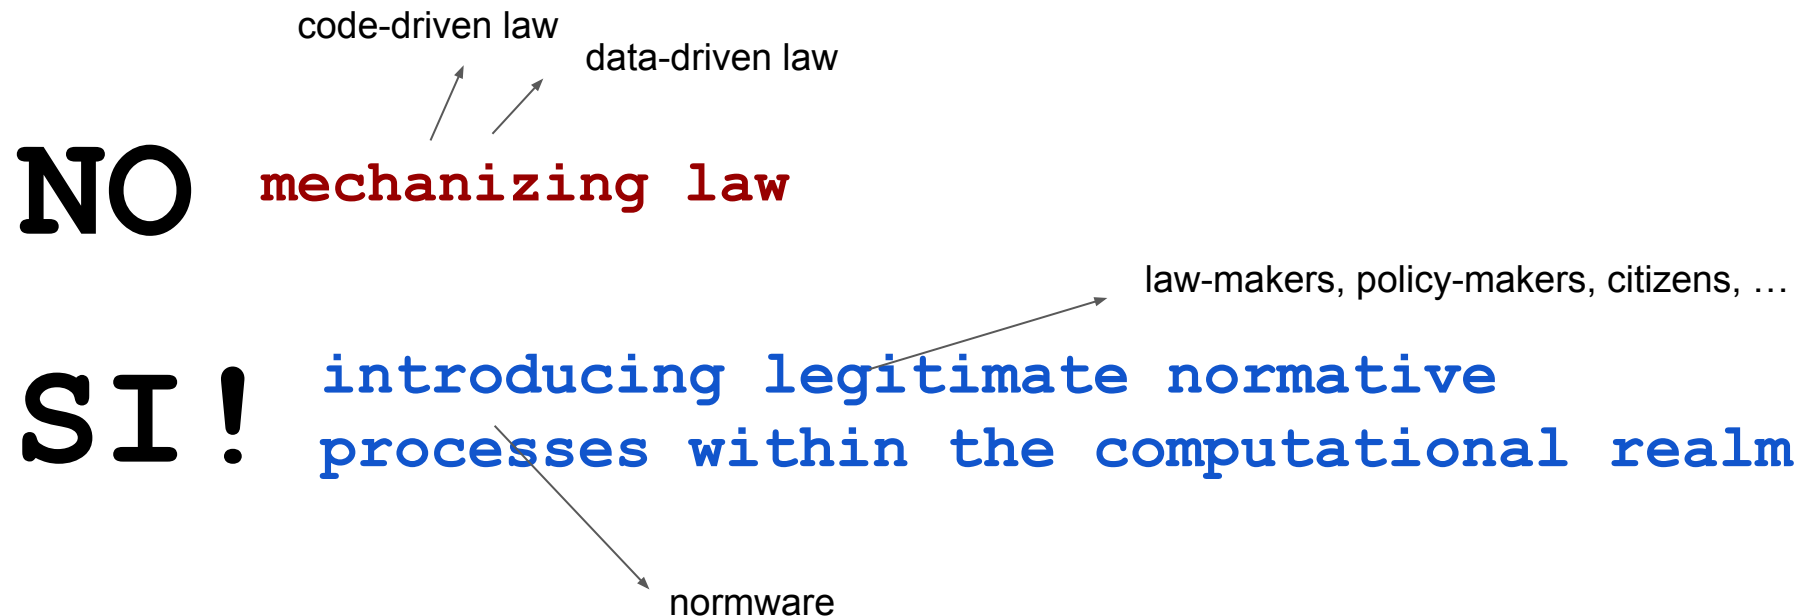 code-driven law
data-driven law
NO mechanizing law
law-makers, policy-makers, citizens, …
SI! introducing legitimate normative
processes within the computational realm
normware